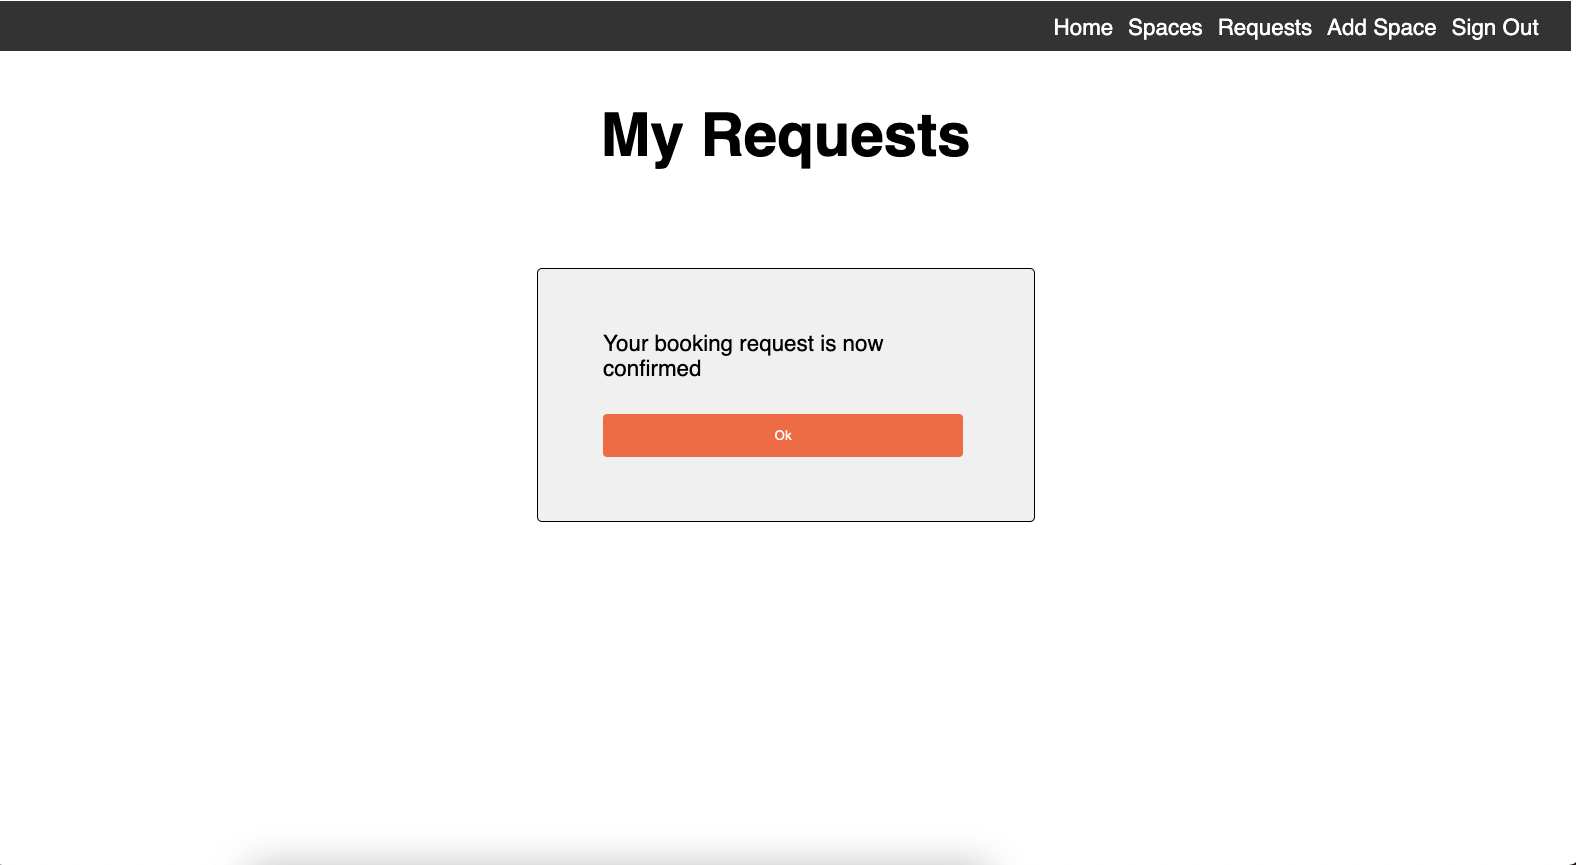 Home Spaces Requests Add Space Sign Out
My Requests
Your booking request is now
confirmed
Ok